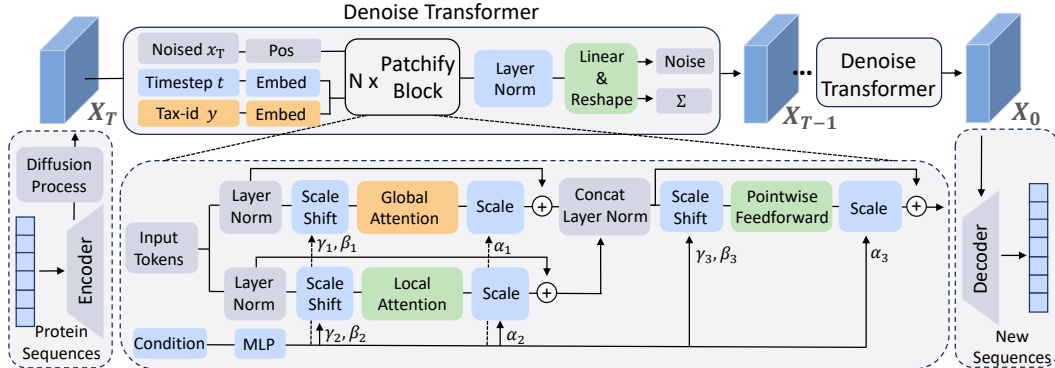 Denoise Transformer
Noised x_T
Pos
Timestep t
Embed
Tax-id y
Embed
N x
Patchify
Block
Layer
Norm
Linear
&
Reshape
Noise
Σ
X_T
X_{T−1}
...
Denoise
Transformer
X_0
Diffusion
Process
Encoder
Protein
Sequences
Input
Tokens
Layer
Norm
Scale
Shift
Global
Attention
Scale
+
Concat
Layer Norm
Scale
Shift
Pointwise
Feedforward
Scale
+
γ_1, β_1
α_1
Layer
Norm
Scale
Shift
Local
Attention
Scale
+
γ_3, β_3
α_3
γ_2, β_2
α_2
Condition
MLP
Decoder
New
Sequences